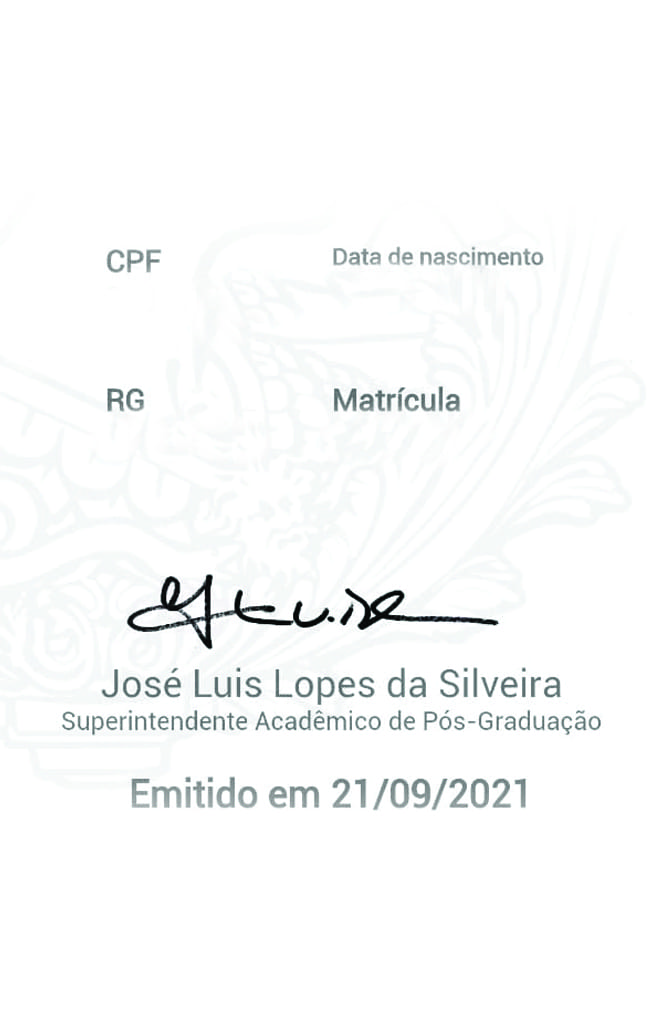 CPF Data de nascimento
RG Matrícula
José Luis Lopes da Silveira
Superintendente Acadêmico de Pós-Graduação
Emitido em 21/09/2021